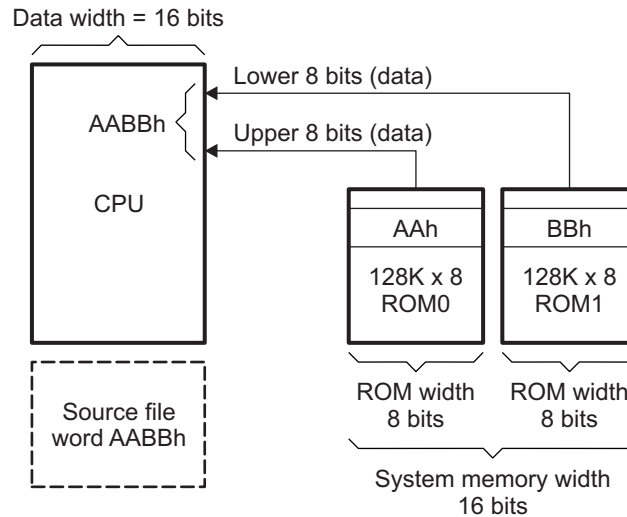 Data width = 16 bits
Lower 8 bits (data)
AABBh
Upper 8 bits (data)
CPU
AAh
BBh
128K x 8
ROM0
128K x 8
ROM1
Source file
word AABBh
ROM width
8 bits
ROM width
8 bits
System memory width
16 bits